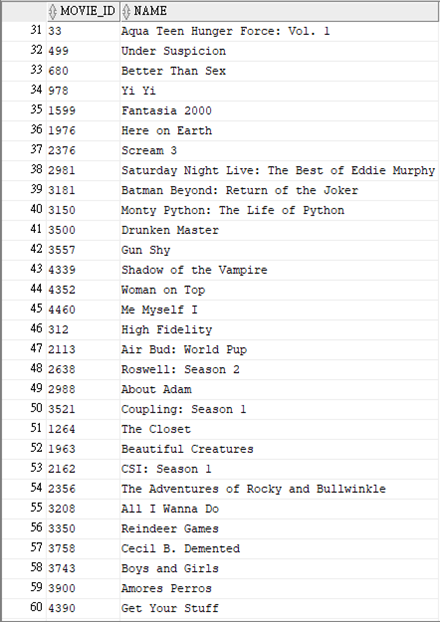 MOVIE_ID NAME
31 33 Aqua Teen Hunger Force: Vol. 1
32 499 Under Suspicion
33 680 Better Than Sex
34 978 Yi Yi
35 1599 Fantasia 2000
36 1976 Here on Earth
37 2376 Scream 3
38 2981 Saturday Night Live: The Best of Eddie Murphy
39 3181 Batman Beyond: Return of the Joker
40 3150 Monty Python: The Life of Python
41 3500 Drunken Master
42 3557 Gun Shy
43 4339 Shadow of the Vampire
44 4352 Woman on Top
45 4460 Me Myself I
46 312 High Fidelity
47 2113 Air Bud: World Pup
48 2638 Roswell: Season 2
49 2988 About Adam
50 3521 Coupling: Season 1
51 1264 The Closet
52 1963 Beautiful Creatures
53 2162 CSI: Season 1
54 2356 The Adventures of Rocky and Bullwinkle
55 3208 All I Wanna Do
56 3350 Reindeer Games
57 3758 Cecil B. Demented
58 3743 Boys and Girls
59 3900 Amores Perros
60 4390 Get Your Stuff